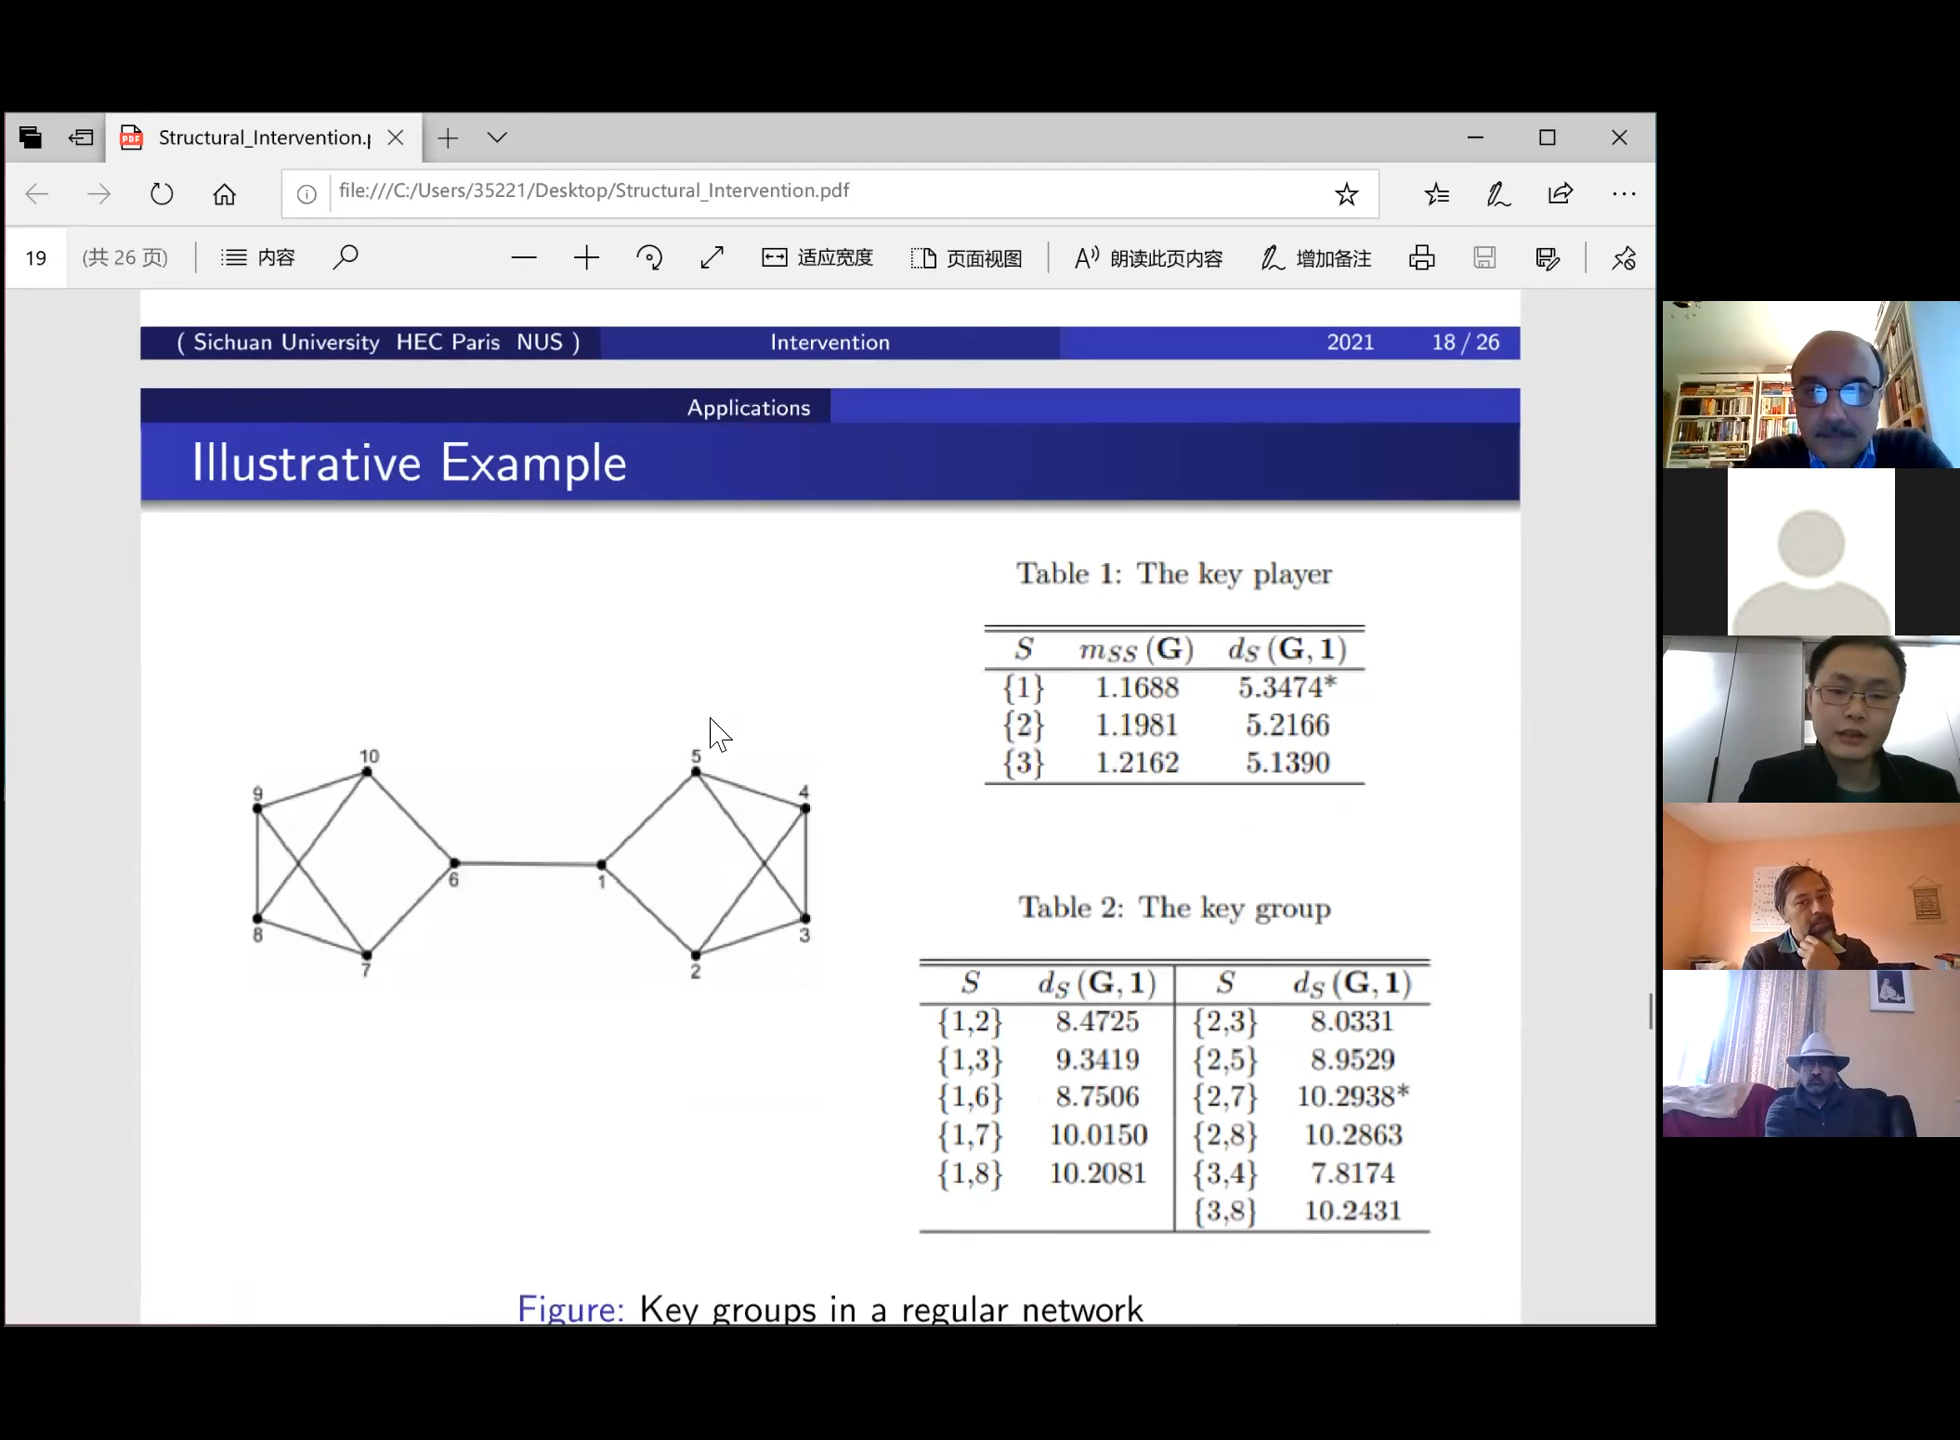 Structural_Intervention.p
file:///C:/Users/35221/Desktop/Structural_Intervention.pdf
19 (共 26 页) 内容 适应宽度 页面视图 朗读此页内容 增加备注
( Sichuan University HEC Paris NUS ) Intervention 2021 18 / 26
Applications
Illustrative Example
Table 1: The key player
S m_SS (G) d_S (G, 1)
{1} 1.1688 5.3474*
{2} 1.1981 5.2166
{3} 1.2162 5.1390
10
5
9
4
6
1
8
3
7
2
Table 2: The key group
S d_S (G, 1) S d_S (G, 1)
{1,2} 8.4725 {2,3} 8.0331
{1,3} 9.3419 {2,5} 8.9529
{1,6} 8.7506 {2,7} 10.2938*
{1,7} 10.0150 {2,8} 10.2863
{1,8} 10.2081 {3,4} 7.8174
{3,8} 10.2431
Figure: Key groups in a regular network